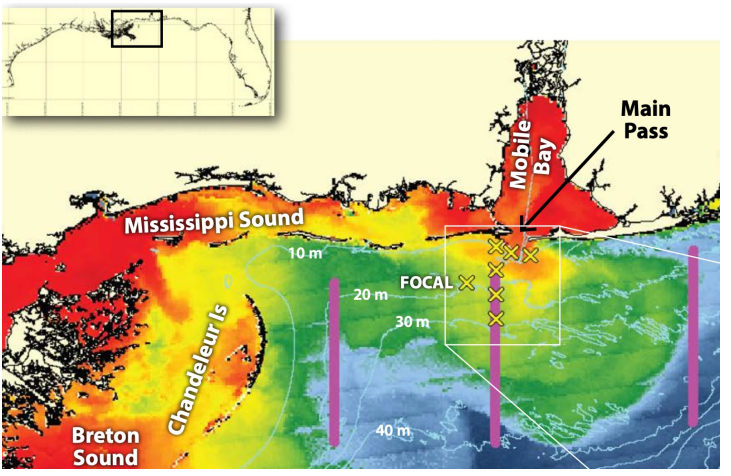 Main
Pass
Mobile
Bay
Mississippi Sound
10 m
FOCAL
20 m
30 m
Chandeleur Is
40 m
Breton
Sound